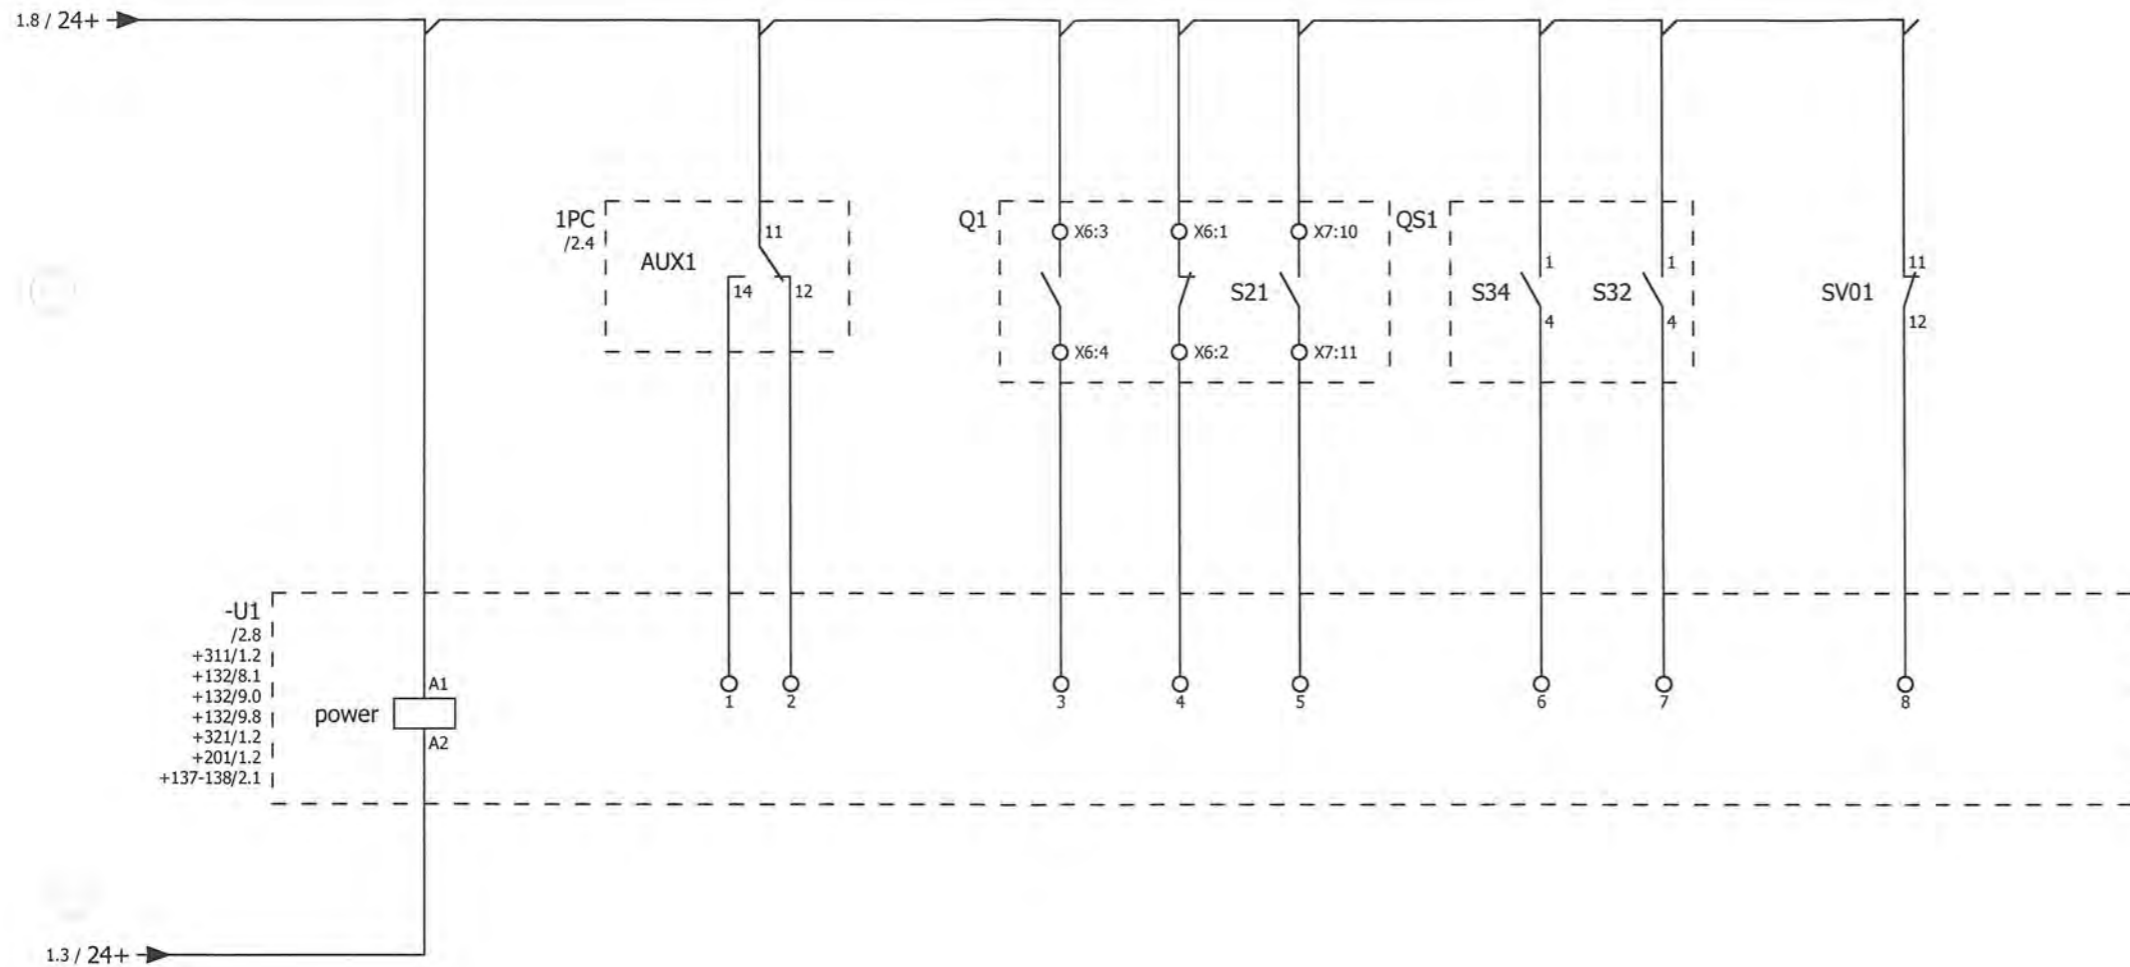 1.8 / 24+
1PC
/2.4
AUX1
11
14
12
Q1
X6:3
X6:1
X7:10
S21
X6:4
X6:2
X7:11
QS1
1
1
S34
S32
4
4
11
SV01
12
-U1
/2.8
+311/1.2
+132/8.1
+132/9.0
+132/9.8
+321/1.2
+201/1.2
+137-138/2.1
A1
power
A2
1
2
3
4
5
6
7
8
1.3 / 24+